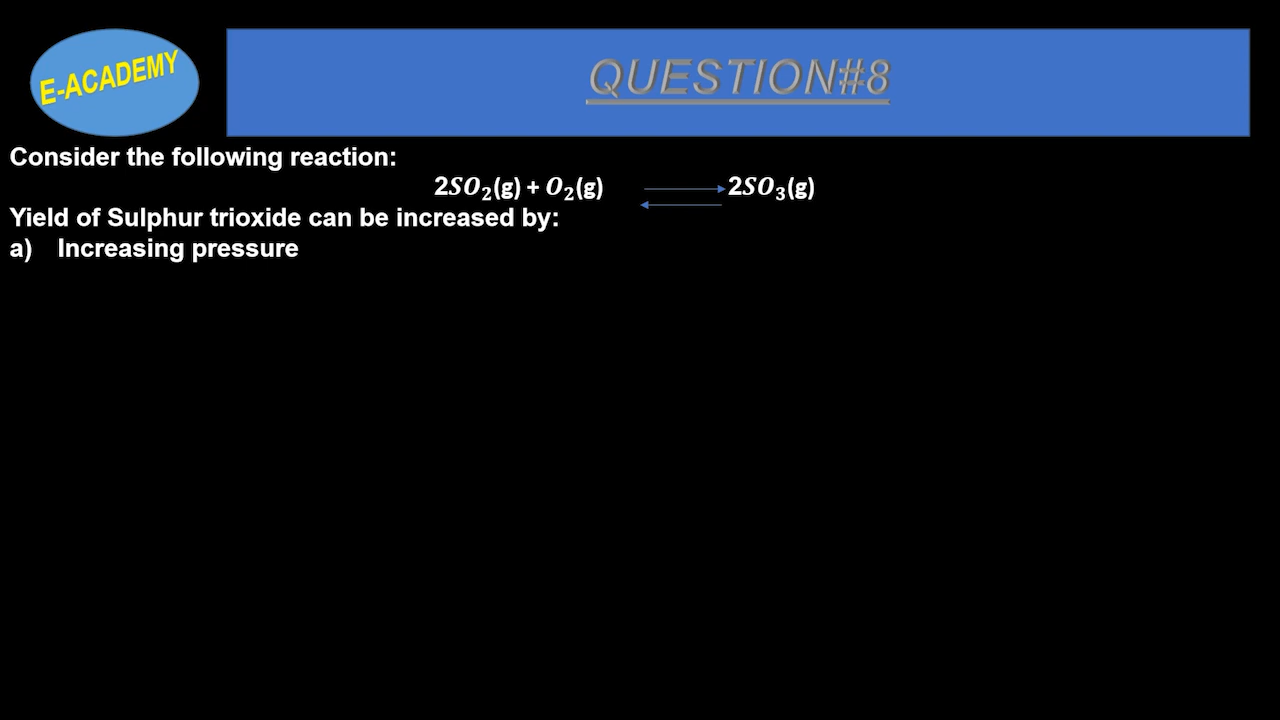 E-ACADEMY
QUESTION#8
Consider the following reaction:
2SO₂(g) + O₂(g) ⇄ 2SO₃(g)
Yield of Sulphur trioxide can be increased by:
a) Increasing pressure